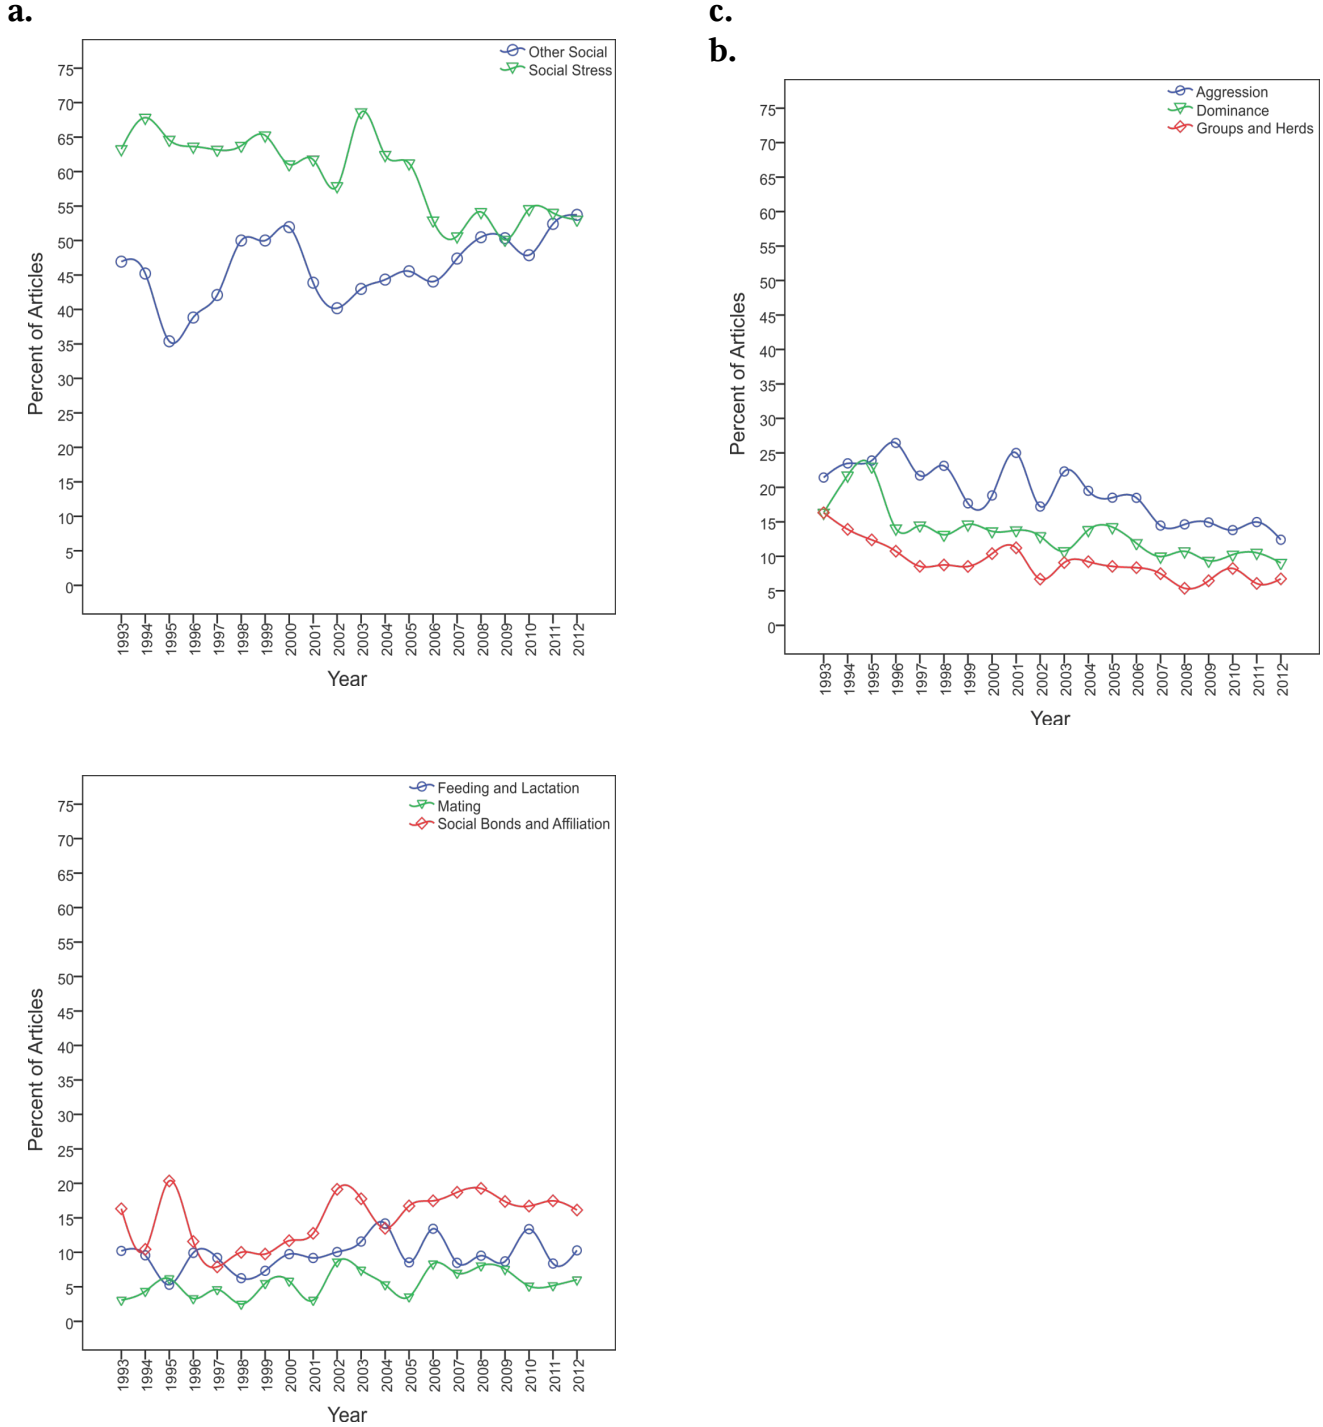 a.
Other Social
Social Stress
75
70
65
60
55
50
45
40
35
30
25
20
15
10
5
0
Percent of Articles
1993 1994 1995 1996 1997 1998 1999 2000 2001 2002 2003 2004 2005 2006 2007 2008 2009 2010 2011 2012
Year
c.
b.
Aggression
Dominance
Groups and Herds
75
70
65
60
55
50
45
40
35
30
25
20
15
10
5
0
Percent of Articles
1993 1994 1995 1996 1997 1998 1999 2000 2001 2002 2003 2004 2005 2006 2007 2008 2009 2010 2011 2012
Year
Feeding and Lactation
Mating
Social Bonds and Affiliation
75
70
65
60
55
50
45
40
35
30
25
20
15
10
5
0
Percent of Articles
1993 1994 1995 1996 1997 1998 1999 2000 2001 2002 2003 2004 2005 2006 2007 2008 2009 2010 2011 2012
Year